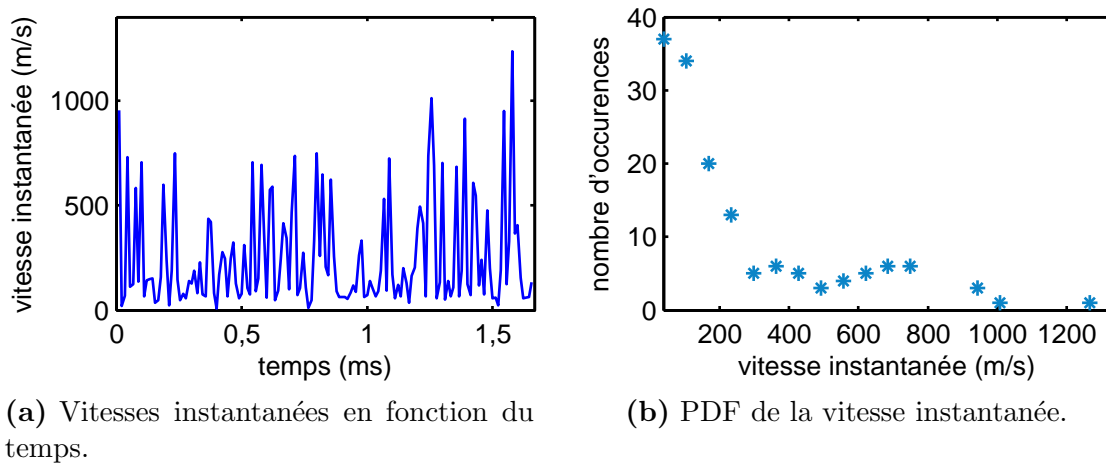 vitesse instantanée (m/s)
1000
500
0
0
0,5
1
1,5
temps (ms)
(a) Vitesses instantanées en fonction du
temps.
nombre d'occurences
40
30
20
10
0
200
400
600
800
1000
1200
vitesse instantanée (m/s)
(b) PDF de la vitesse instantanée.